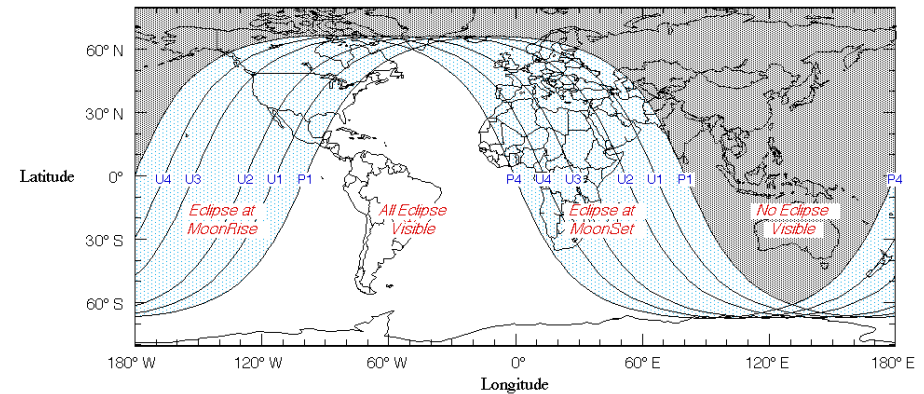 60° N
30° N
Latitude
0°
30° S
60° S
U4 U3 U2 U1 P1 P4 U4 U3 U2 U1 P1 P4
Eclipse at
MoonRise
All Eclipse
Visible
Eclipse at
MoonSet
No Eclipse
Visible
180° W 120° W 60° W 0° 60° E 120° E 180° E
Longitude